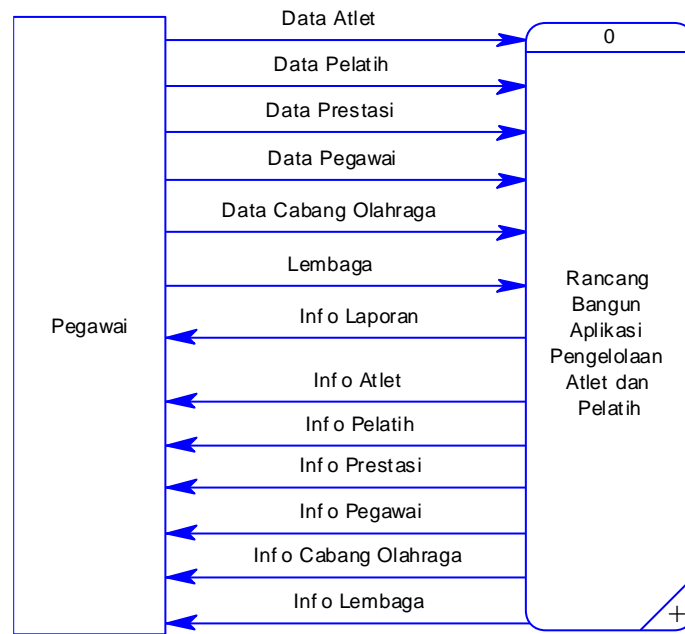 Data Atlet
0
Data Pelatih
Data Prestasi
Data Pegawai
Data Cabang Olahraga
Lembaga
Pegawai
Rancang
Bangun
Aplikasi
Pengelolaan
Atlet dan
Pelatih
Info Laporan
Info Atlet
Info Pelatih
Info Prestasi
Info Pegawai
Info Cabang Olahraga
Info Lembaga
+